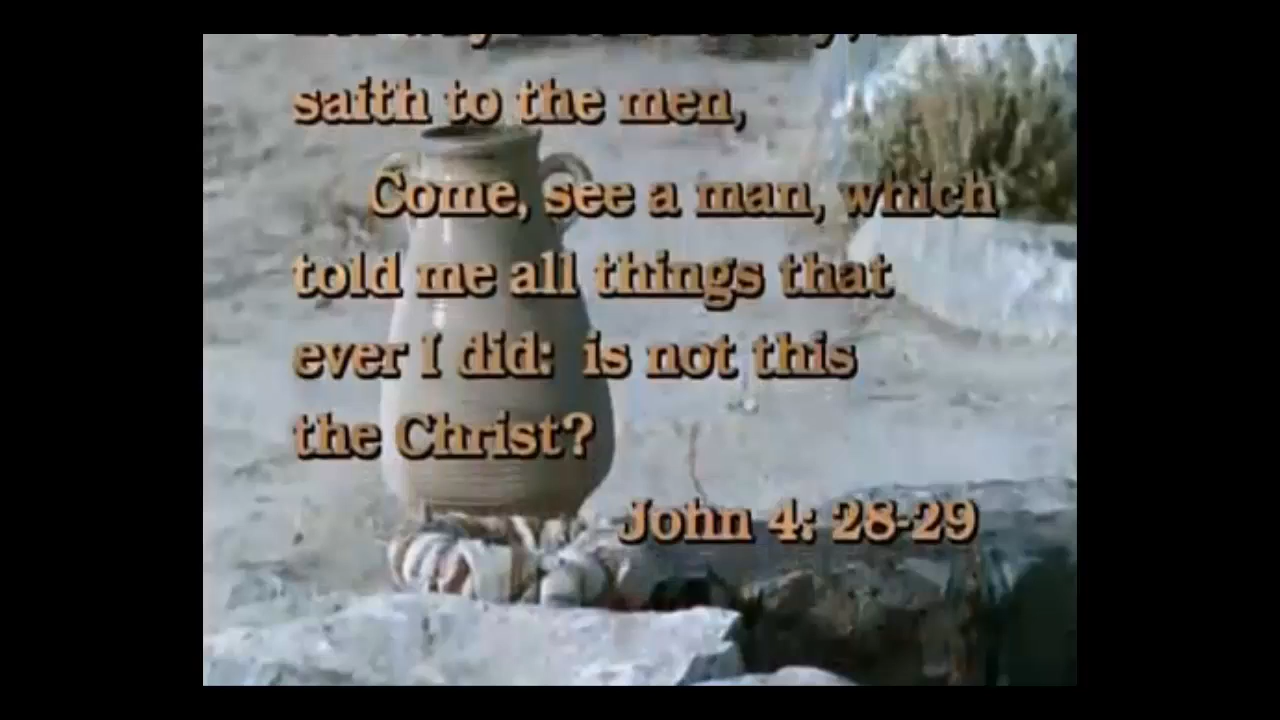 saith to the men,
Come, see a man, which
told me all things that
ever I did: is not this
the Christ?
John 4: 28-29